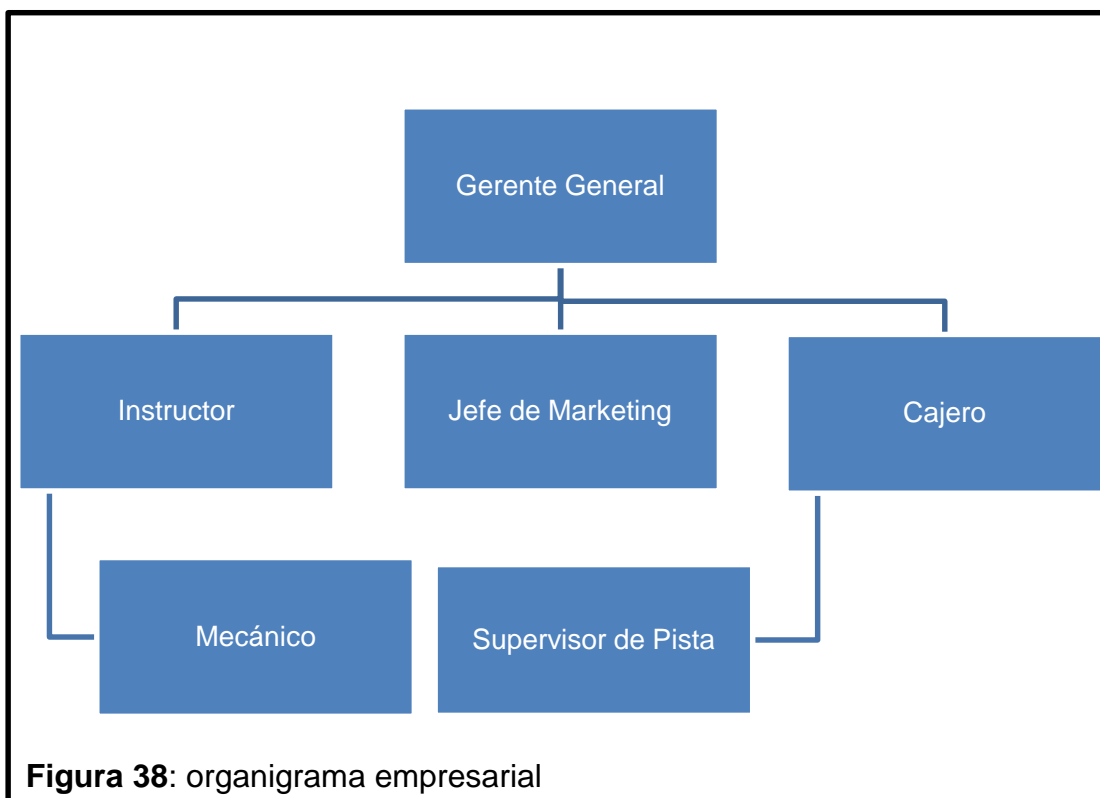 Gerente General
Instructor
Jefe de Marketing
Cajero
Mecánico
Supervisor de Pista
Figura 38: organigrama empresarial